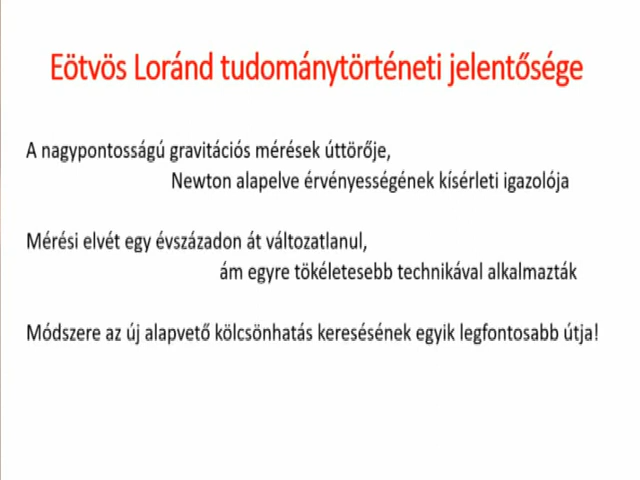 Eötvös Loránd tudománytörténeti jelentősége
A nagypontosságú gravitációs mérések úttörője,
Newton alapelve érvényességének kísérleti igazolója
Mérési elvét egy évszázadon át változatlanul,
ám egyre tökéletesebb technikával alkalmazták
Módszere az új alapvető kölcsönhatás keresésének egyik legfontosabb útja!